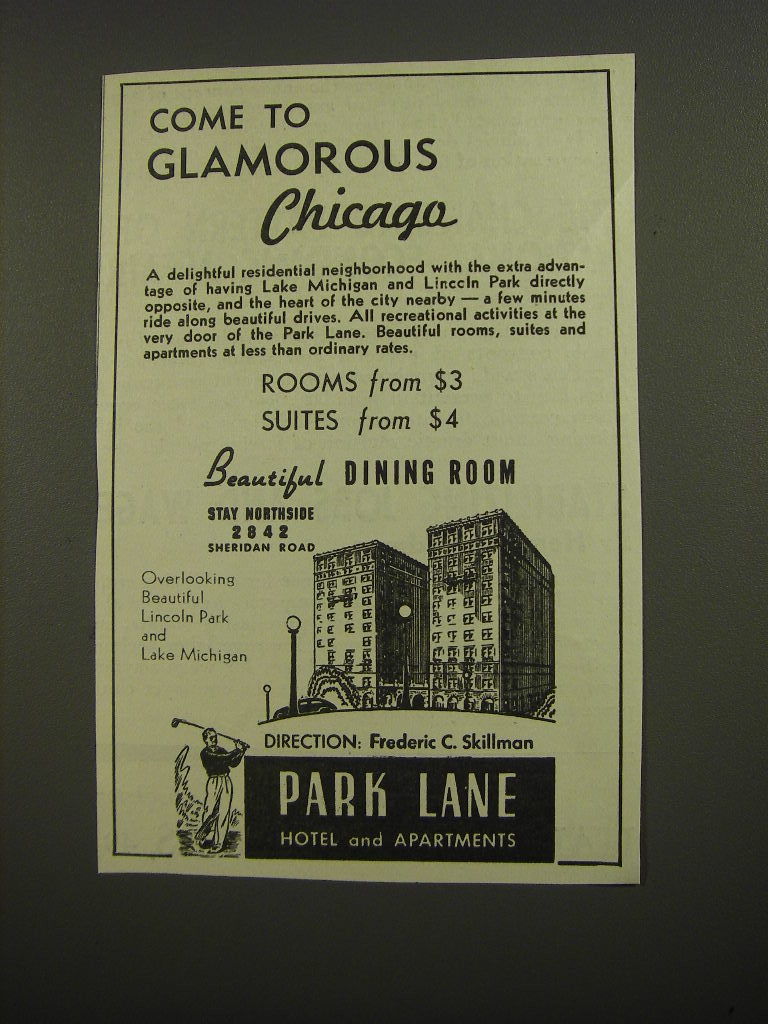 COME TO
GLAMOROUS
Chicago
A delightful residential neighborhood with the extra advan-
tage of having Lake Michigan and Lincoln Park directly
opposite, and the heart of the city nearby — a few minutes
ride along beautiful drives. All recreational activities at the
very door of the Park Lane. Beautiful rooms, suites and
apartments at less than ordinary rates.
ROOMS from $3
SUITES from $4
Beautiful DINING ROOM
STAY NORTHSIDE
2842
SHERIDAN ROAD
Overlooking
Beautiful
Lincoln Park
and
Lake Michigan
DIRECTION: Frederic C. Skillman
PARK LANE
HOTEL and APARTMENTS